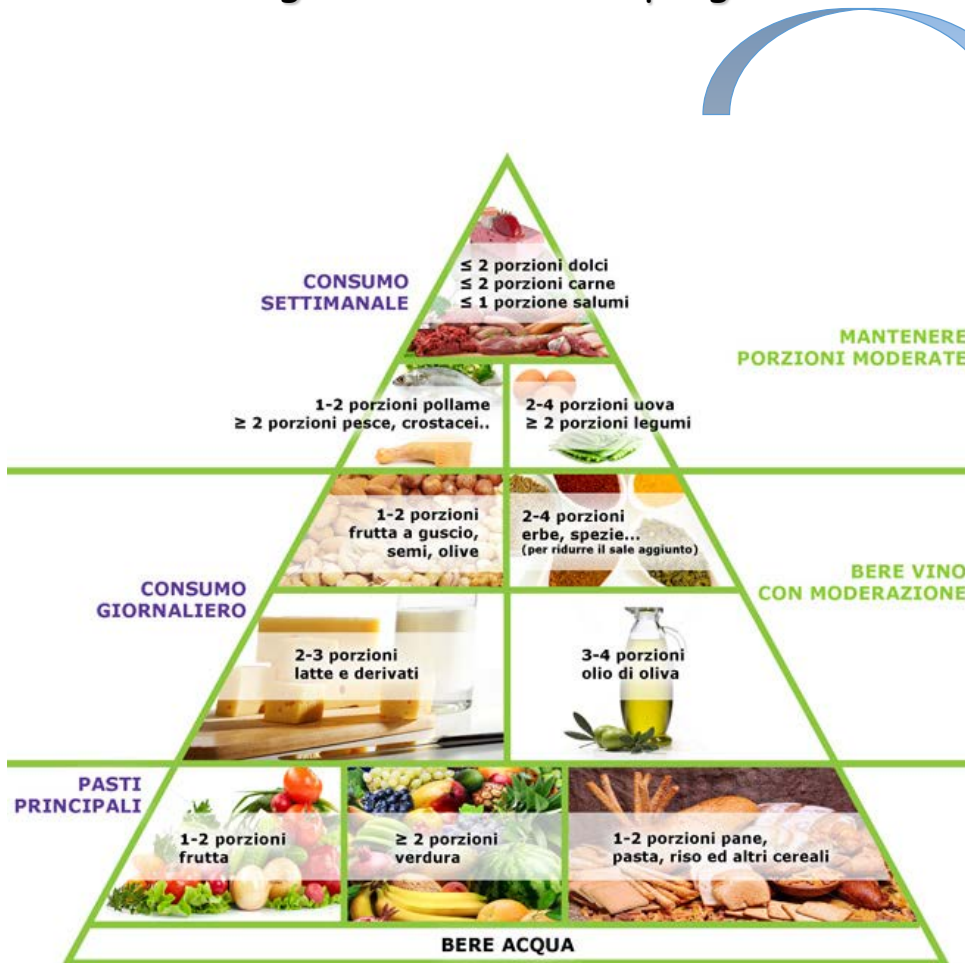 CONSUMO
SETTIMANALE
≤ 2 porzioni dolci
≤ 2 porzioni carne
≤ 1 porzione salumi
MANTENERE
PORZIONI MODERATE
1-2 porzioni pollame
≥ 2 porzioni pesce, crostacei..
2-4 porzioni uova
≥ 2 porzioni legumi
1-2 porzioni
frutta a guscio,
semi, olive
2-4 porzioni
erbe, spezie...
(per ridurre il sale aggiunto)
CONSUMO
GIORNALIERO
BERE VINO
CON MODERAZIONE
2-3 porzioni
latte e derivati
3-4 porzioni
olio di oliva
PASTI
PRINCIPALI
1-2 porzioni
frutta
≥ 2 porzioni
verdura
1-2 porzioni pane,
pasta, riso ed altri cereali
BERE ACQUA